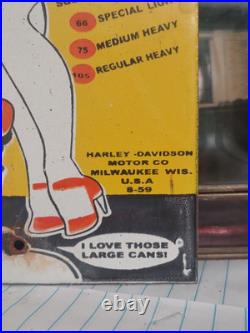 66 SPECIAL LIGHT
75 MEDIUM HEAVY
105 REGULAR HEAVY
HARLEY-DAVIDSON
MOTOR CO
MILWAUKEE WIS.
U.S.A
8-59
I LOVE THOSE
LARGE CANS!